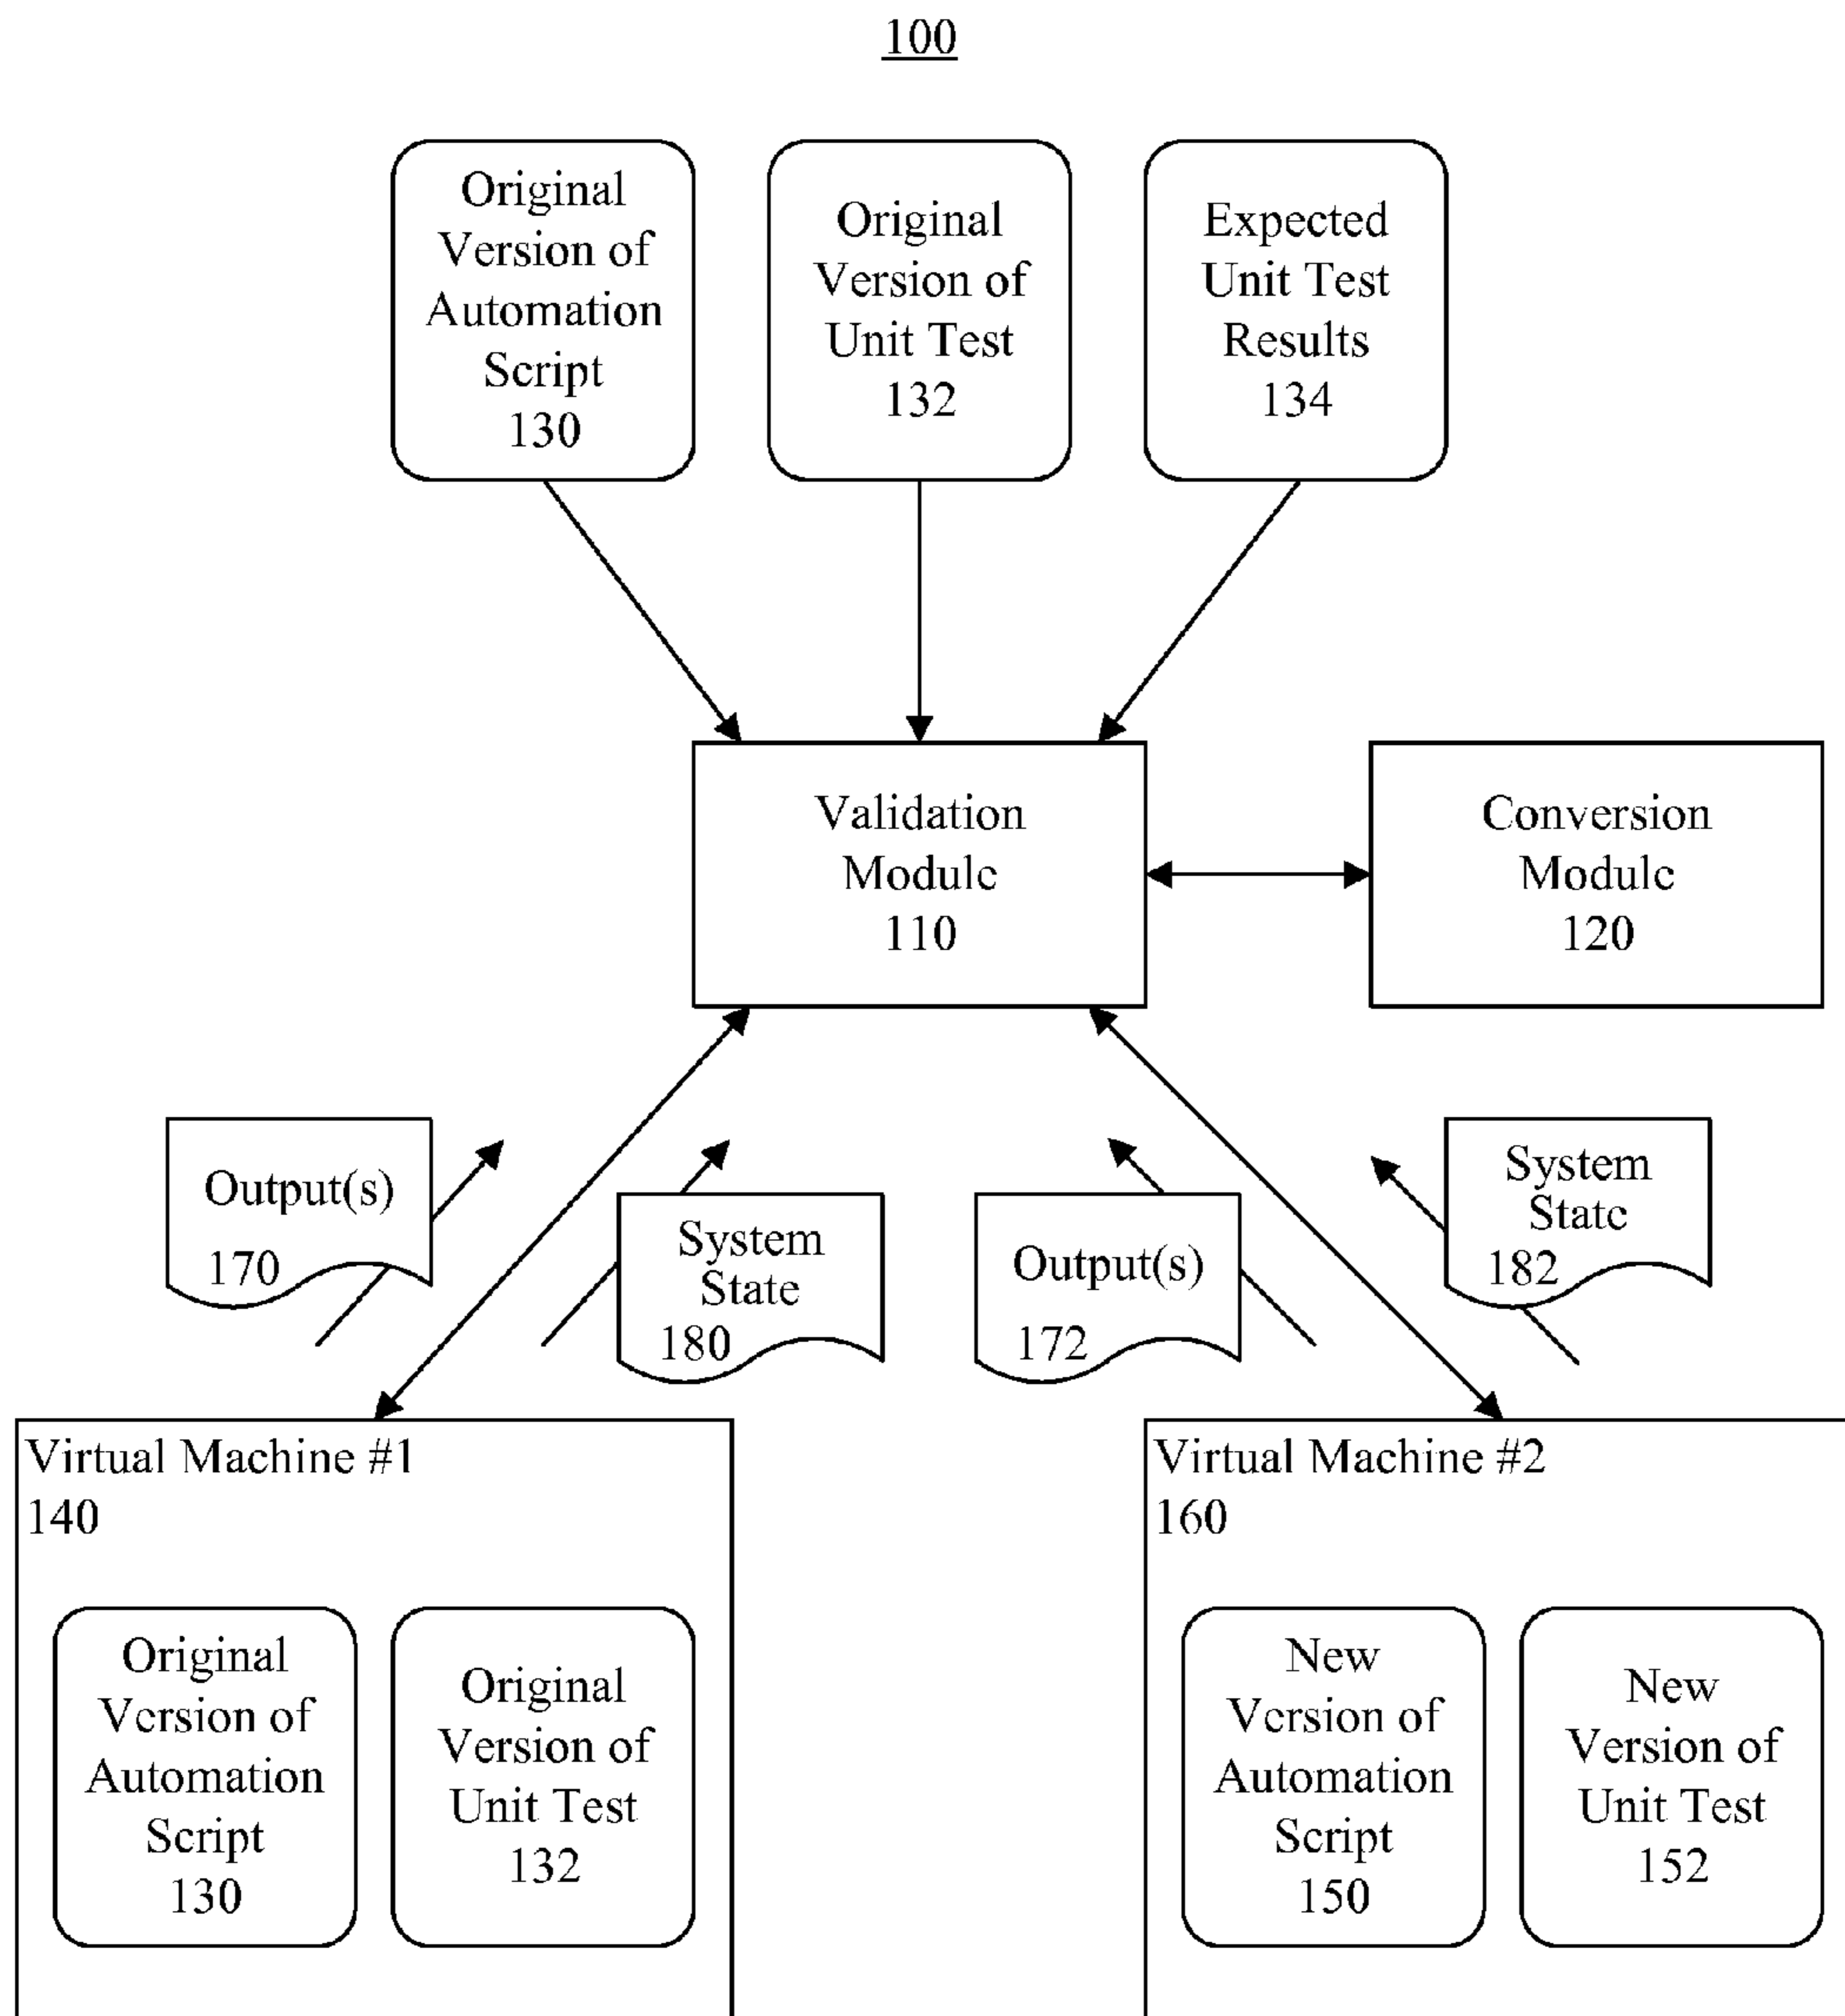 100
Original
Version of
Automation
Script
130
Original
Version of
Unit Test
132
Expected
Unit Test
Results
134
Validation
Module
110
Conversion
Module
120
Output(s)
170
System
State
180
Output(s)
172
System
State
182
Virtual Machine #1
140
Original
Version of
Automation
Script
130
Original
Version of
Unit Test
132
Virtual Machine #2
160
New
Version of
Automation
Script
150
New
Version of
Unit Test
152